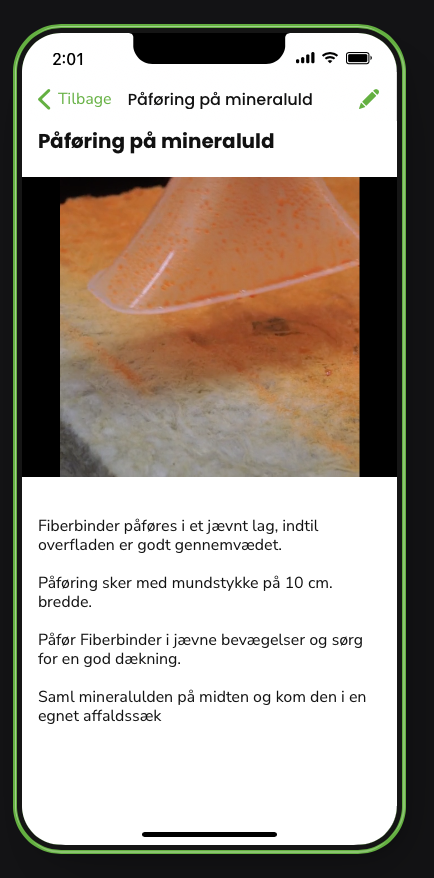 2:01
Tilbage
Påføring på mineraluld
Påføring på mineraluld
Fiberbinder påføres i et jævnt lag, indtil
overfladen er godt gennemvædet.
Påføring sker med mundstykke på 10 cm.
bredde.
Påfør Fiberbinder i jævne bevægelser og sørg
for en god dækning.
Saml mineralulden på midten og kom den i en
egnet affaldssæk